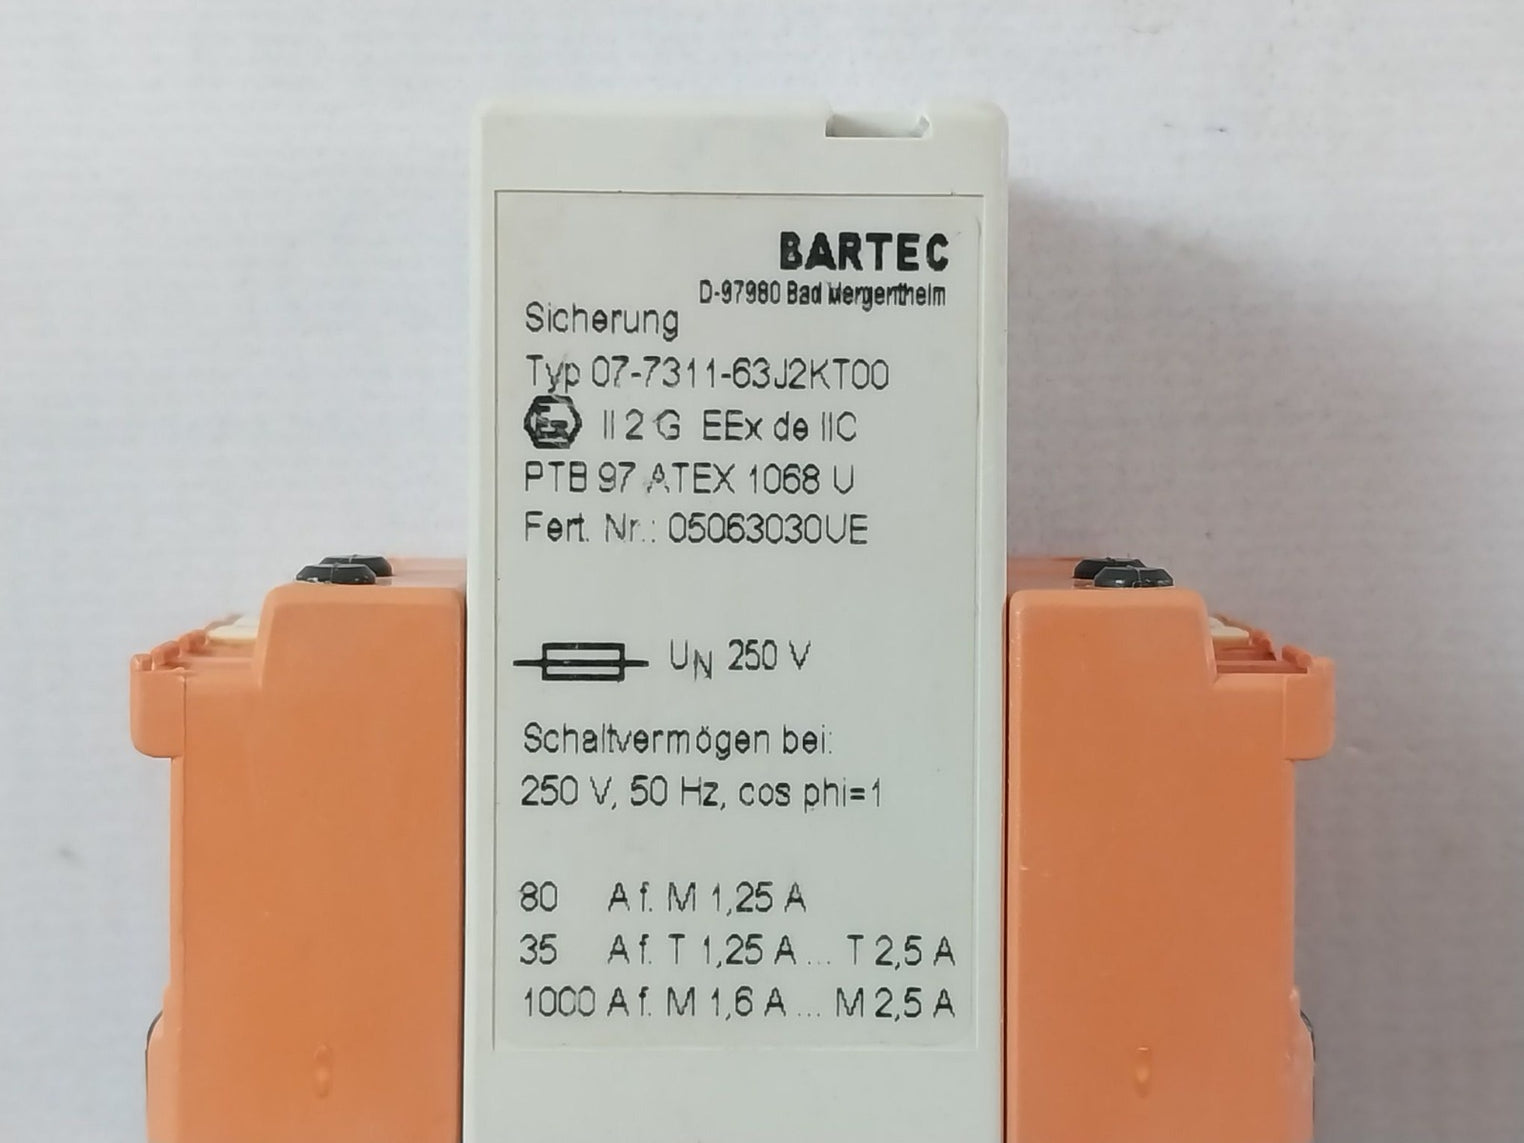 BARTEC
D-97980 Bad Mergentheim
Sicherung
Typ 07-7311-63J2KT00
Ex II 2 G EEx de IIC
PTB 97 ATEX 1068 U
Fert. Nr.: 05063030UE
UN 250 V
Schaltvermögen bei:
250 V, 50 Hz, cos phi=1
80 A f. M 1,25 A
35 A f. T 1,25 A ... T 2,5 A
1000 A f. M 1,6 A ... M 2,5 A